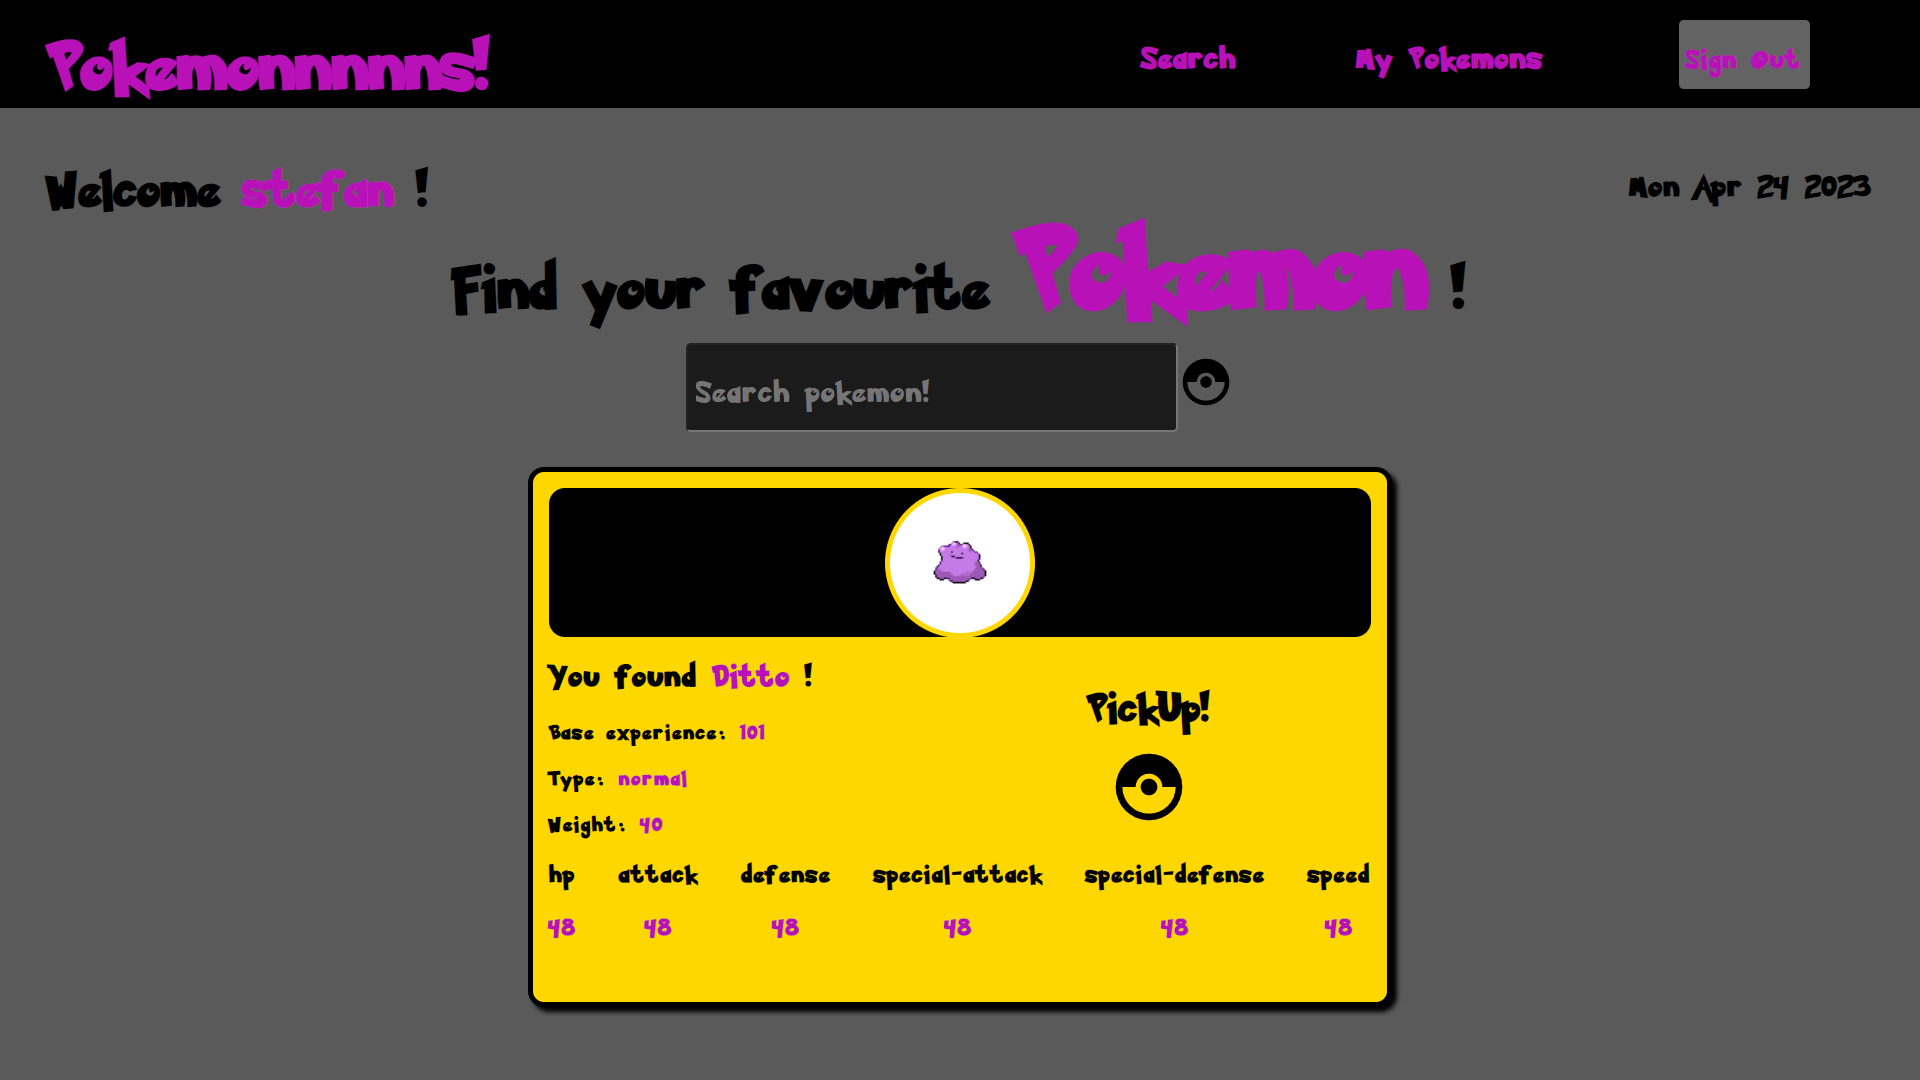 Pokemonnnnnns!
Search My Pokemons Sign Out
Welcome stefan !
Mon Apr 24 2023
Find your favourite Pokemon !
Search pokemon!
You found Ditto !
PickUp!
Base experience: 101
Type: normal
Weight: 40
hp attack defense special-attack special-defense speed
48 48 48 48 48 48